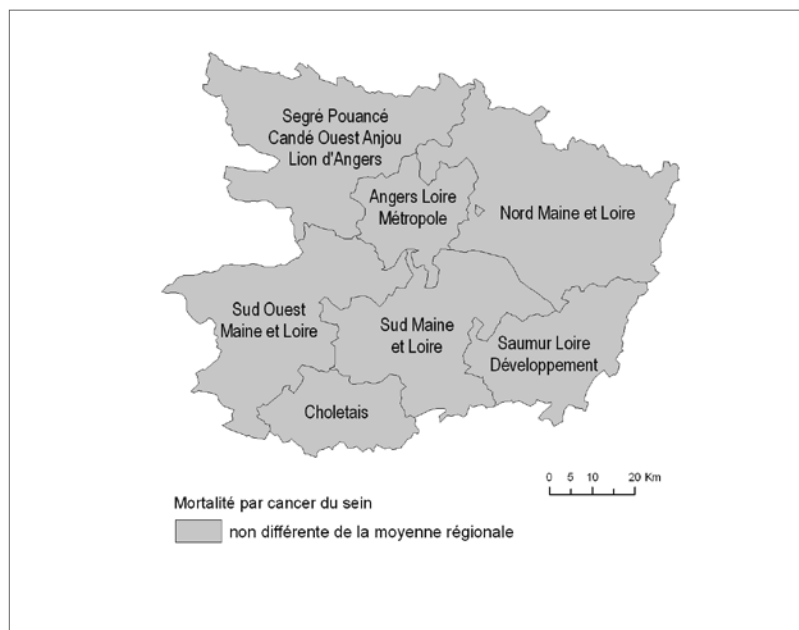 Segré Pouancé
Candé Ouest Anjou
Lion d'Angers
Angers Loire
Métropole
Nord Maine et Loire
Sud Ouest
Maine et Loire
Sud Maine
et Loire
Saumur Loire
Développement
Choletais
0 5 10 20 Km
Mortalité par cancer du sein
non différente de la moyenne régionale